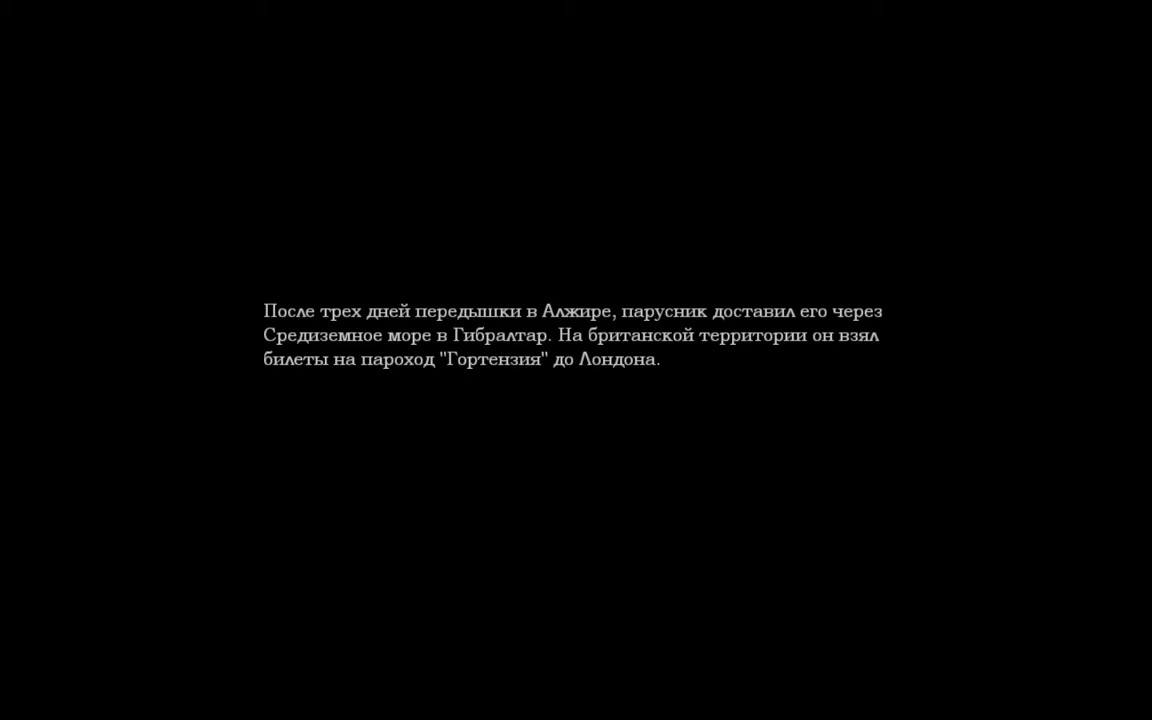 После трех дней передышки в Алжире, парусник доставил его через
Средиземное море в Гибралтар. На британской территории он взял
билеты на пароход "Гортензия" до Лондона.